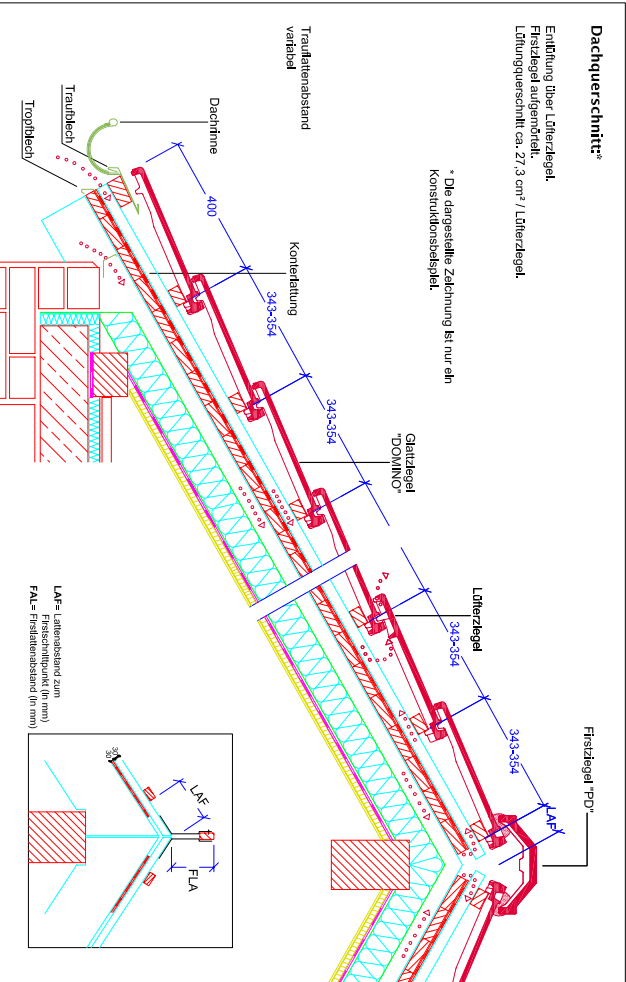 Dachquerschnitt:*
Entlüftung über Lüfterziegel.
Firstziegel aufgemörtelt.
Lüftungquerschnitt ca. 27,3 cm² / Lüfterziegel.
* Die dargestellte Zeichnung ist nur ein
Konstruktionsbeispiel.
Trauflattenabstand
variabel
Dachrinne
Traufblech
Tropfblech
Konterlattung
400
343-354
343-354
Glattziegel
"DOMINO"
Lüfterziegel
343-354
343-354
LAF
Firstziegel "PD"
LAF= Lattenabstand zum
Firstschnittpunkt (in mm)
FAL= Firstlattenabstand (in mm)
30
30
LAF
FLA